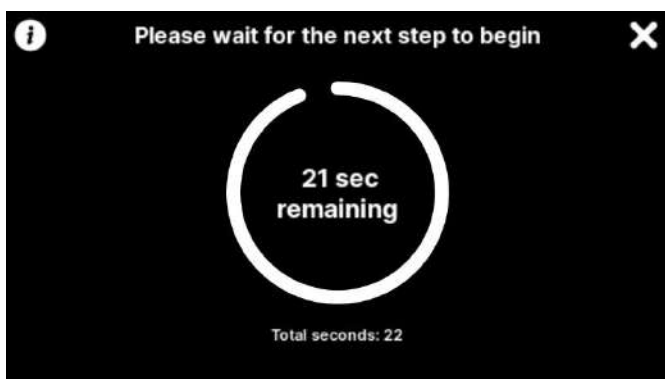 i
Please wait for the next step to begin
21 sec
remaining
Total seconds: 22